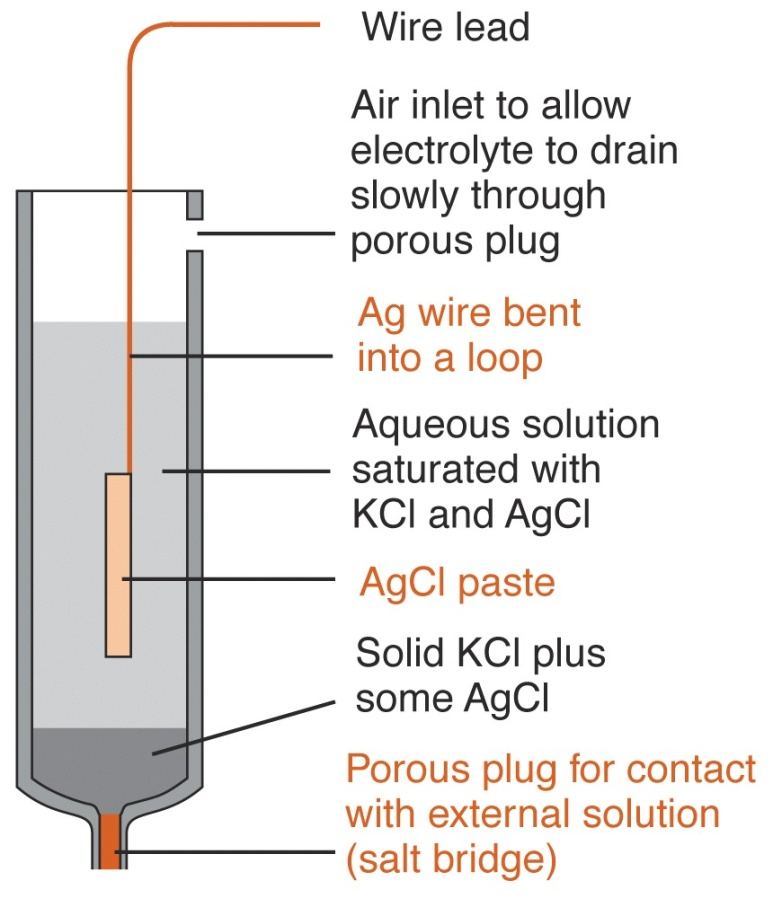 Wire lead
Air inlet to allow
electrolyte to drain
slowly through
porous plug
Ag wire bent
into a loop
Aqueous solution
saturated with
KCl and AgCl
AgCl paste
Solid KCl plus
some AgCl
Porous plug for contact
with external solution
(salt bridge)